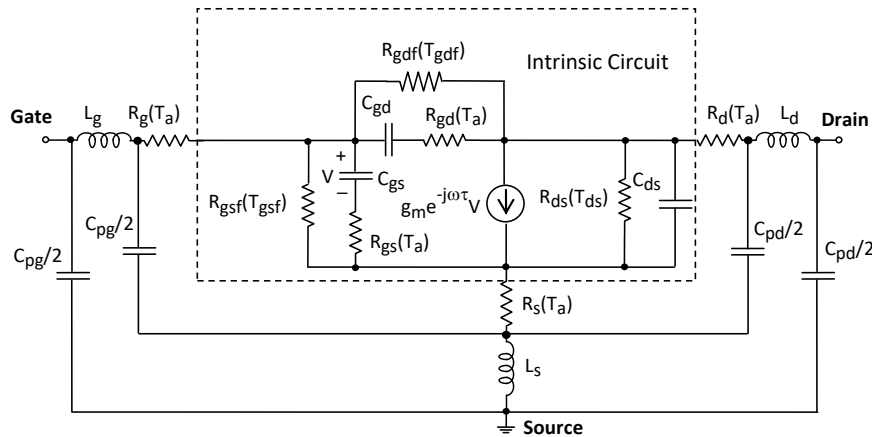 R_gdf(T_gdf)
Intrinsic Circuit
C_gd
R_gd(T_a)
L_g
R_g(T_a)
R_d(T_a)
L_d
Gate
Drain
+
V
−
C_gs
C_ds
R_gsf(T_gsf)
g_m e^-jωτ V
R_ds(T_ds)
R_gs(T_a)
C_pg/2
C_pg/2
C_pd/2
C_pd/2
R_s(T_a)
L_s
Source